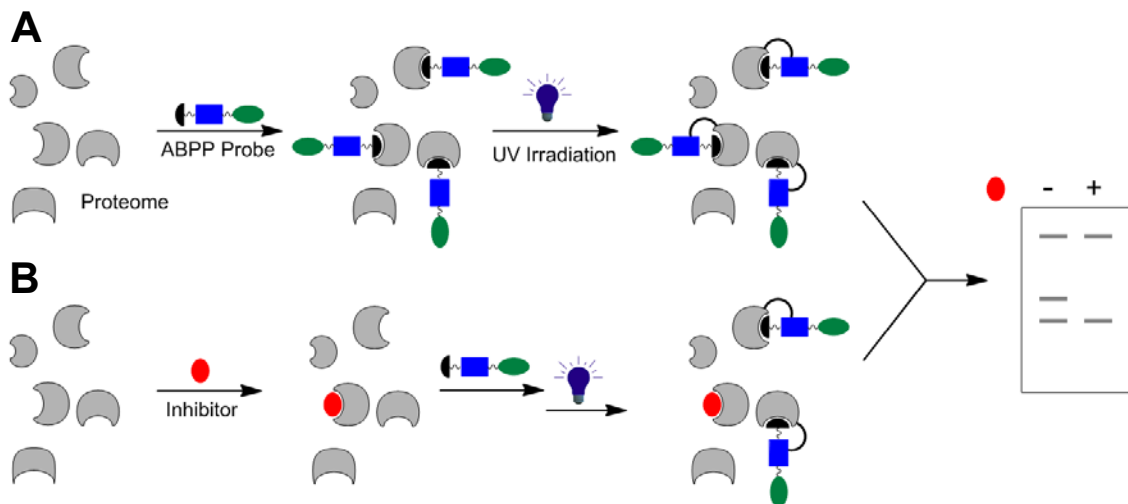 A
ABPP Probe
UV Irradiation
Proteome
- +
B
Inhibitor